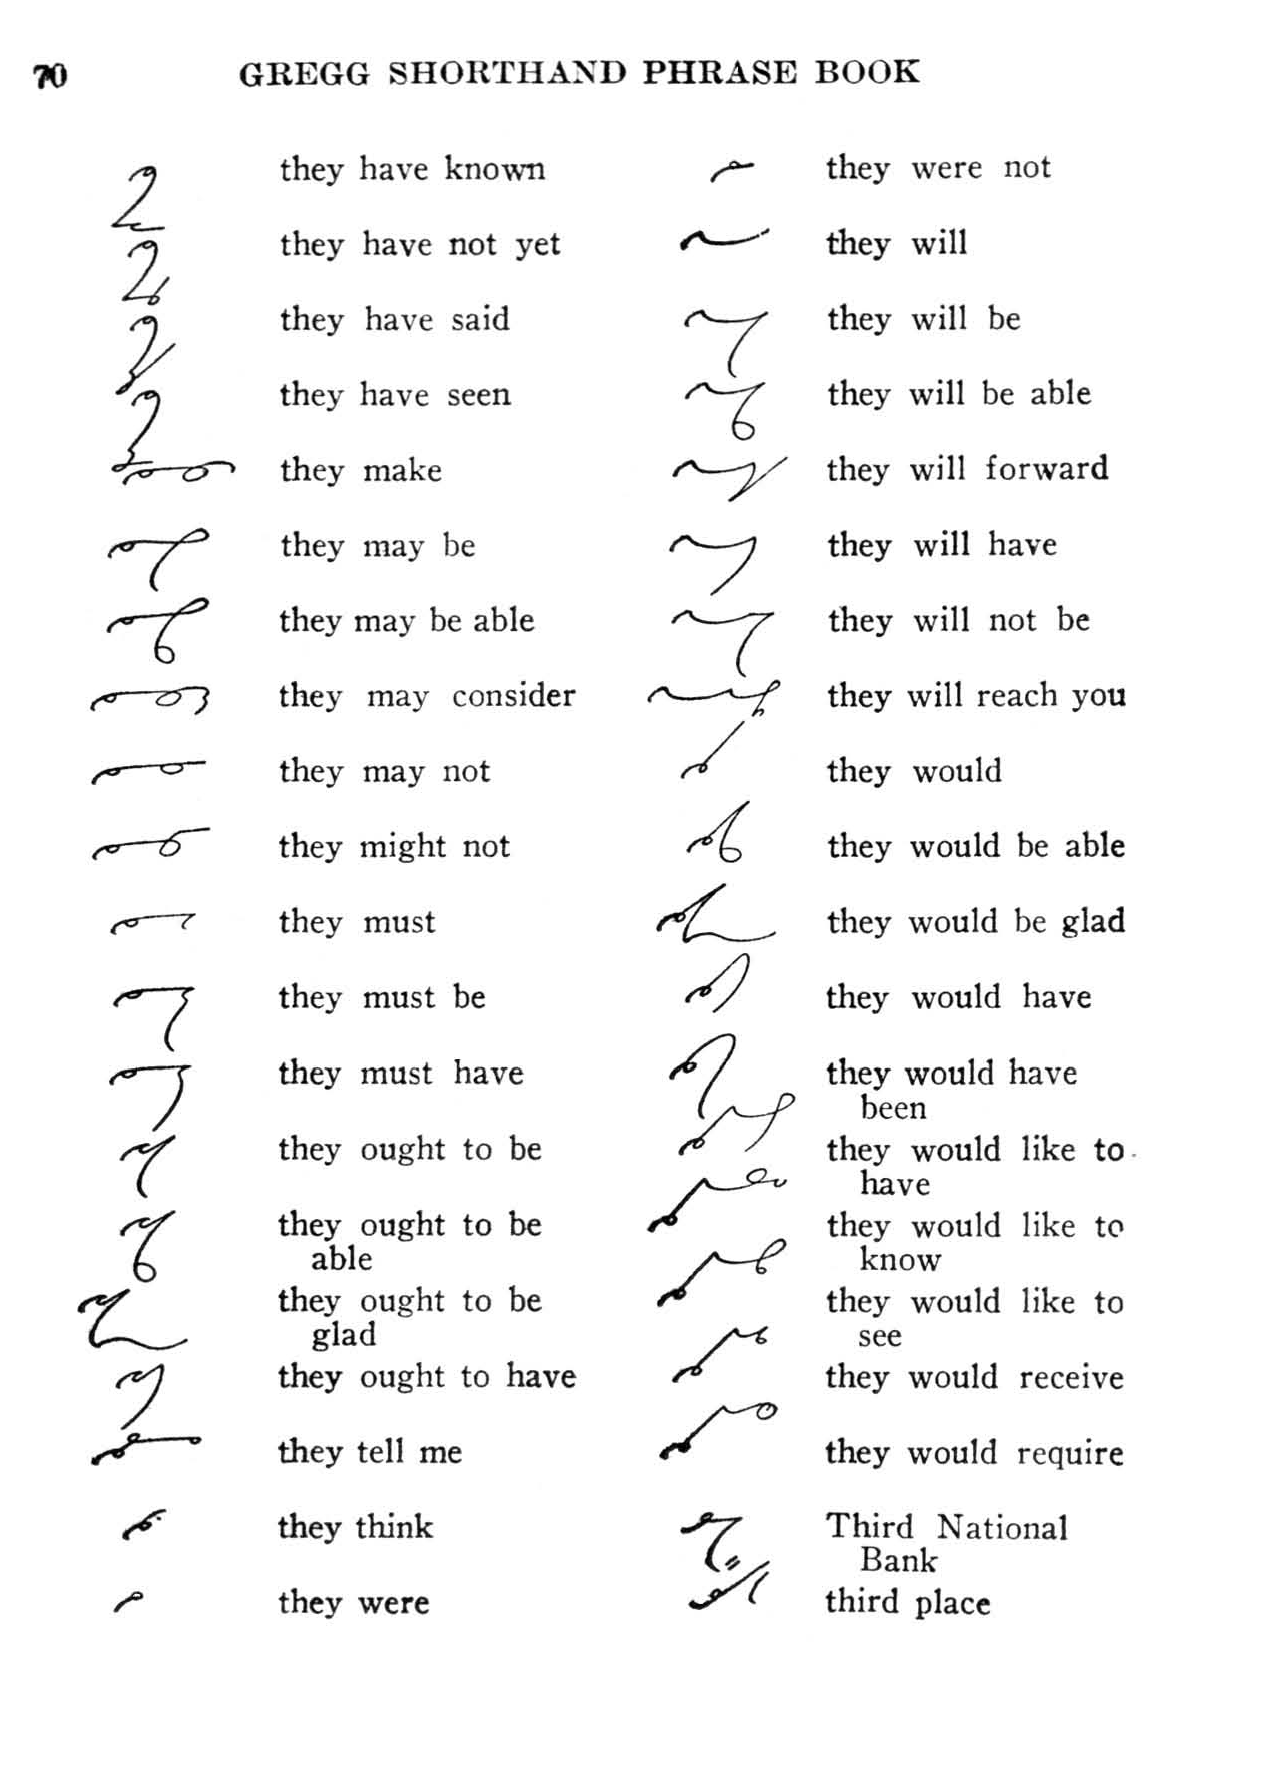 70 GREGG SHORTHAND PHRASE BOOK
they have known
they have not yet
they have said
they have seen
they make
they may be
they may be able
they may consider
they may not
they might not
they must
they must be
they must have
they ought to be
they ought to be
able
they ought to be
glad
they ought to have
they tell me
they think
they were
they were not
they will
they will be
they will be able
they will forward
they will have
they will not be
they will reach you
they would
they would be able
they would be glad
they would have
they would have
been
they would like to
have
they would like to
know
they would like to
see
they would receive
they would require
Third National
Bank
third place